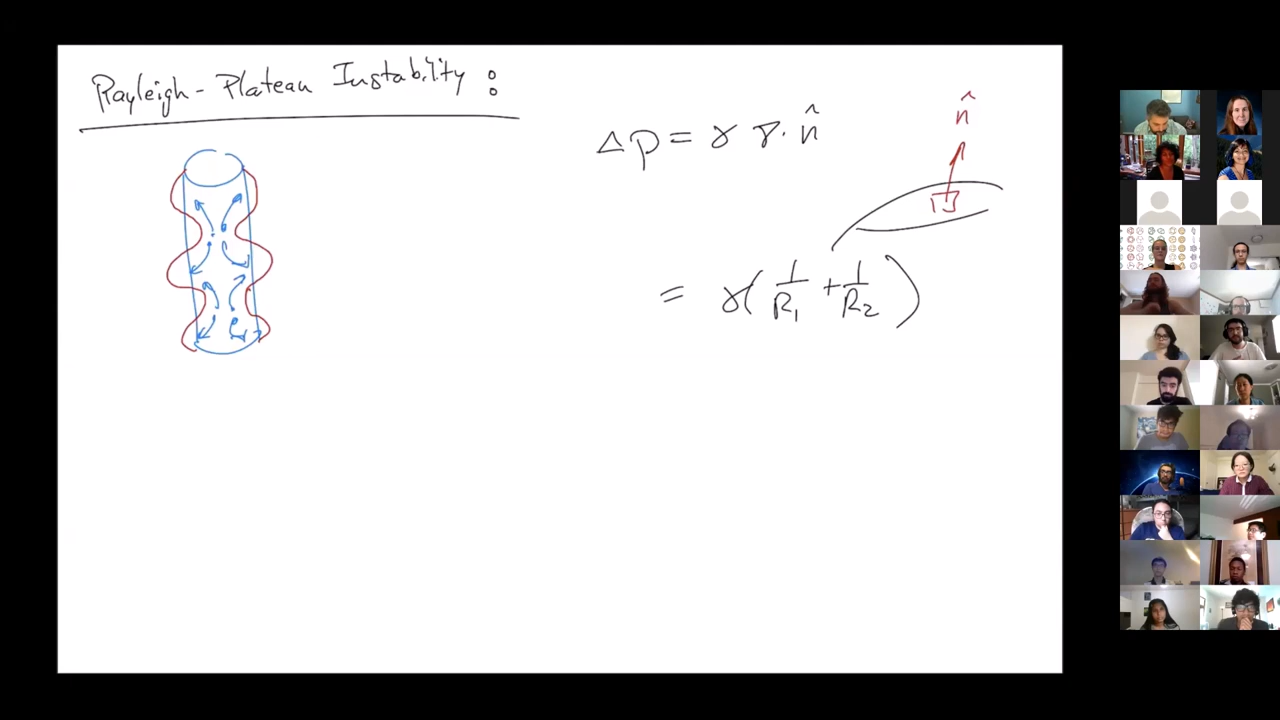 Rayleigh - Plateau Instability :
Δp = γ ∇· n̂
n̂
= γ( 1/R₁ + 1/R₂ )